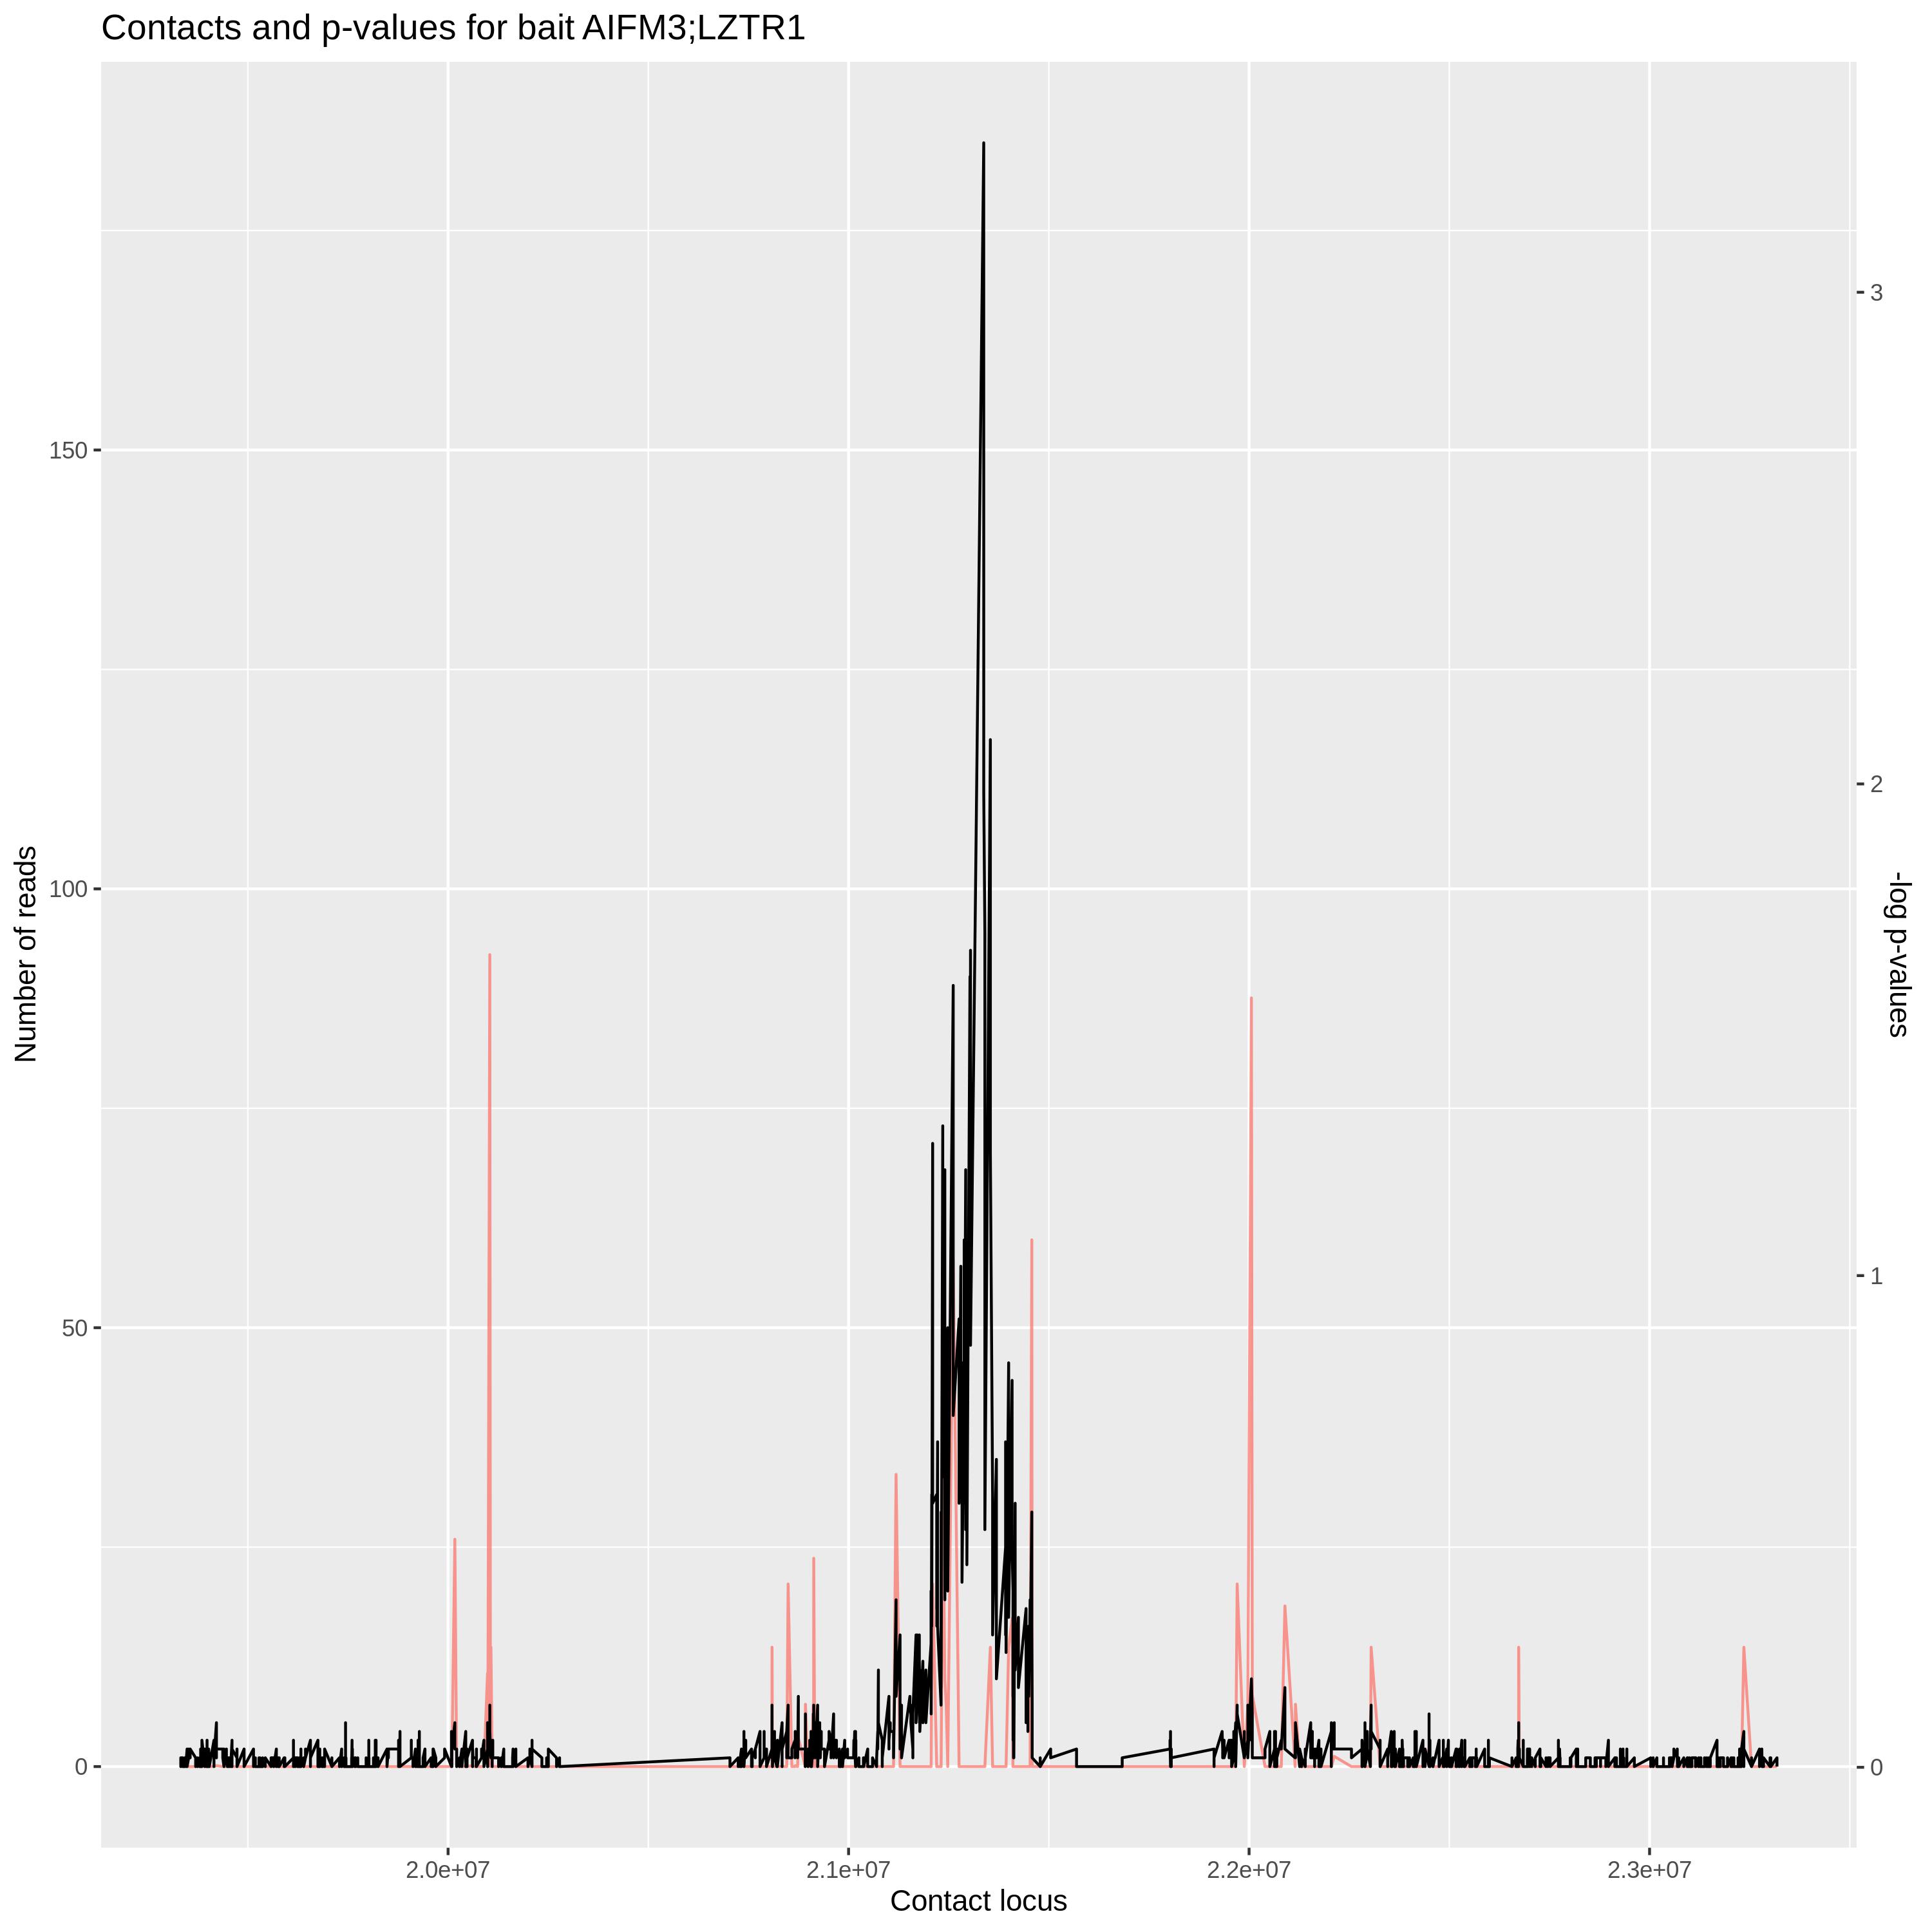 Contacts and p-values for bait AIFM3;LZTR1
150
100
50
0
Number of reads
3
2
1
0
-log p-values
2.0e+07
2.1e+07
2.2e+07
2.3e+07
Contact locus